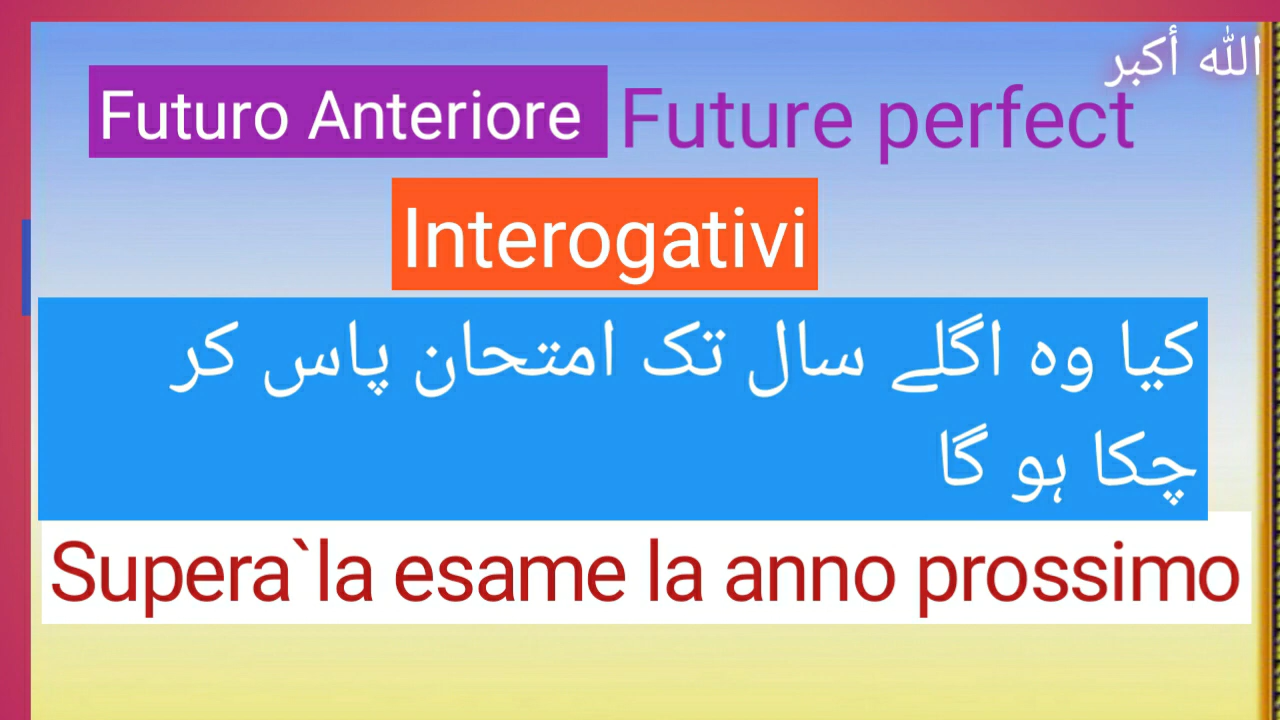 الله أكبر
Futuro Anteriore Future perfect
Interogativi
کیا وہ اگلے سال تک امتحان پاس کر
چکا ہو گا
Supera`la esame la anno prossimo